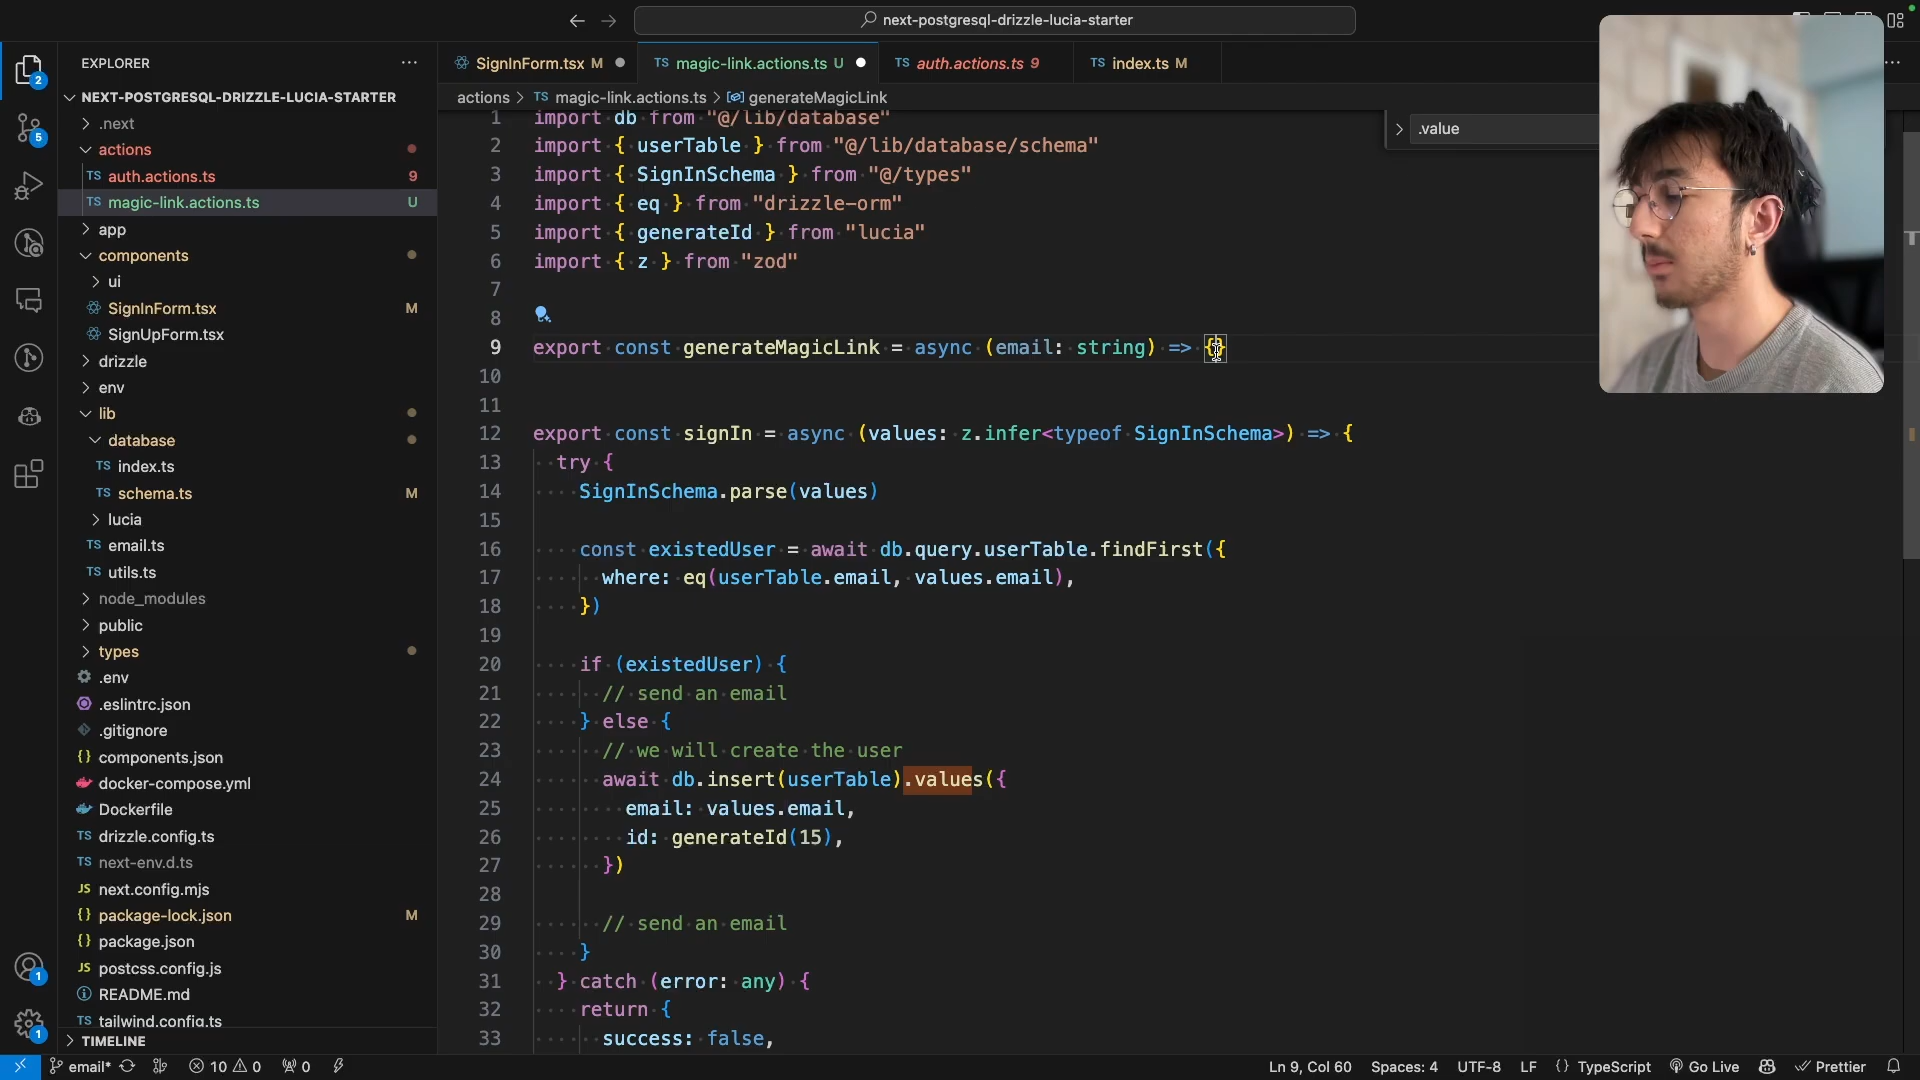 next-postgresql-drizzle-lucia-starter
EXPLORER
NEXT-POSTGRESQL-DRIZZLE-LUCIA-STARTER
.next
actions
TS auth.actions.ts 9
TS magic-link.actions.ts U
app
components
ui
SignInForm.tsx M
SignUpForm.tsx
drizzle
env
lib
database
TS index.ts
TS schema.ts M
lucia
TS email.ts
TS utils.ts
node_modules
public
types
.env
.eslintrc.json
.gitignore
{} components.json
docker-compose.yml
Dockerfile
TS drizzle.config.ts
TS next-env.d.ts
JS next.config.mjs
{} package-lock.json M
{} package.json
JS postcss.config.js
README.md
TS tailwind.config.ts
TIMELINE
2
5
1
1
SignInForm.tsx M
TS magic-link.actions.ts U
TS auth.actions.ts 9
TS index.ts M
actions > TS magic-link.actions.ts > generateMagicLink
.value
1 import db from "@/lib/database"
2 import { userTable } from "@/lib/database/schema"
3 import { SignInSchema } from "@/types"
4 import { eq } from "drizzle-orm"
5 import { generateId } from "lucia"
6 import { z } from "zod"
7
8
9 export const generateMagicLink = async (email: string) => {}
10
11
12 export const signIn = async (values: z.infer<typeof SignInSchema>) => {
13 try {
14 SignInSchema.parse(values)
15
16 const existedUser = await db.query.userTable.findFirst({
17 where: eq(userTable.email, values.email),
18 })
19
20 if (existedUser) {
21 // send an email
22 } else {
23 // we will create the user
24 await db.insert(userTable).values({
25 email: values.email,
26 id: generateId(15),
27 })
28
29 // send an email
30 }
31 } catch (error: any) {
32 return {
33 success: false,
email* 10 0 0
Ln 9, Col 60 Spaces: 4 UTF-8 LF {} TypeScript Go Live Prettier